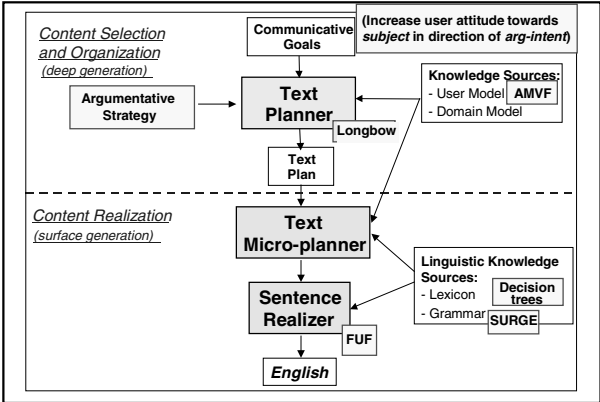 Content Selection
and Organization
(deep generation)
Communicative
Goals
(Increase user attitude towards
subject in direction of arg-intent)
Argumentative
Strategy
Text
Planner
Longbow
Knowledge Sources:
- User Model
AMVF
- Domain Model
Text
Plan
Content Realization
(surface generation)
Text
Micro-planner
Linguistic Knowledge
Sources:
- Lexicon
Decision
trees
- Grammar
SURGE
Sentence
Realizer
FUF
English